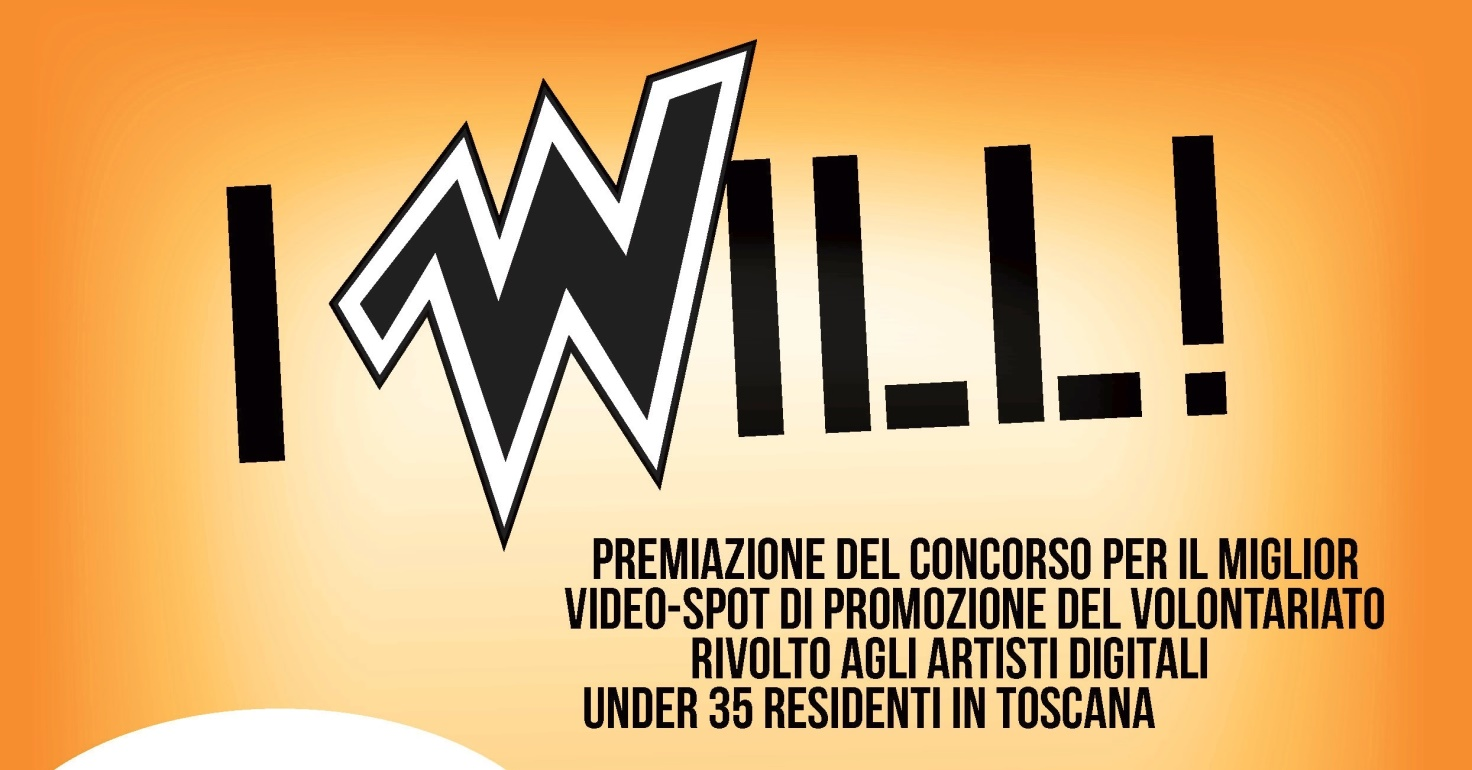 I WILL!
PREMIAZIONE DEL CONCORSO PER IL MIGLIOR
VIDEO-SPOT DI PROMOZIONE DEL VOLONTARIATO
RIVOLTO AGLI ARTISTI DIGITALI
UNDER 35 RESIDENTI IN TOSCANA